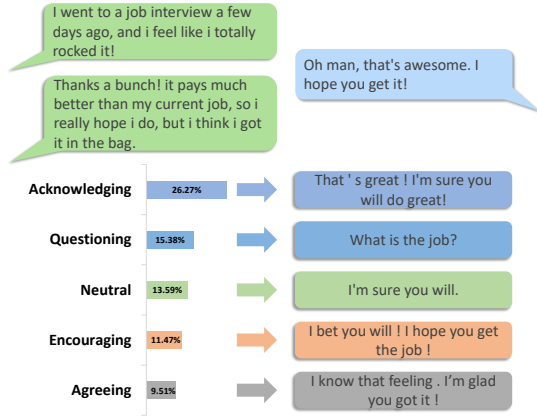 I went to a job interview a few
days ago, and i feel like i totally
rocked it!
Oh man, that's awesome. I
hope you get it!
Thanks a bunch! it pays much
better than my current job, so i
really hope i do, but i think i got
it in the bag.
Acknowledging
26.27%
That ' s great ! I'm sure you
will do great!
Questioning
15.38%
What is the job?
Neutral
13.59%
I'm sure you will.
Encouraging
11.47%
I bet you will ! I hope you get
the job !
Agreeing
9.51%
I know that feeling . I’m glad
you got it !